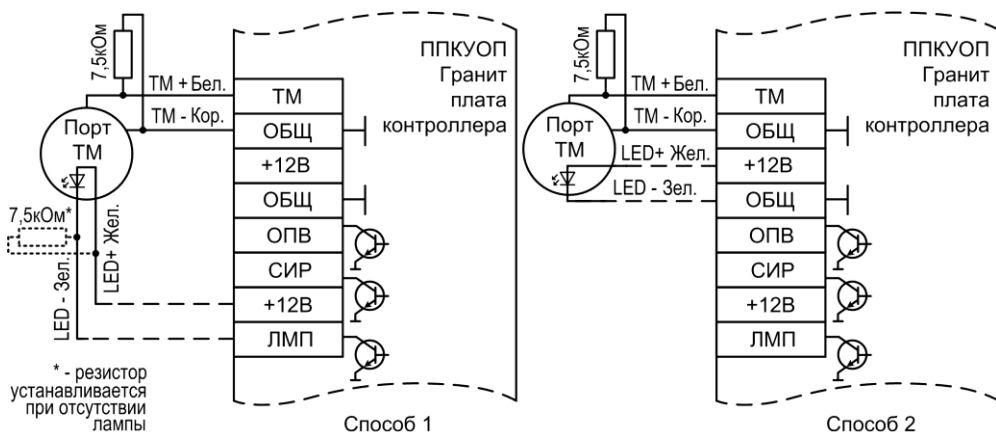 7,5кОм
ТМ + Бел.
ТМ - Кор.
Порт
ТМ
7,5кОм*
LED - Зел.
LED+ Жел.
* - резистор
устанавливается
при отсутствии
лампы
ППКУОП
Гранит
плата
контроллера
ТМ
ОБЩ
+12В
ОБЩ
ОПВ
СИР
+12В
ЛМП
Способ 1
7,5кОм
ТМ + Бел.
ТМ - Кор.
Порт
ТМ
LED+ Жел.
LED - Зел.
ППКУОП
Гранит
плата
контроллера
ТМ
ОБЩ
+12В
ОБЩ
ОПВ
СИР
+12В
ЛМП
Способ 2